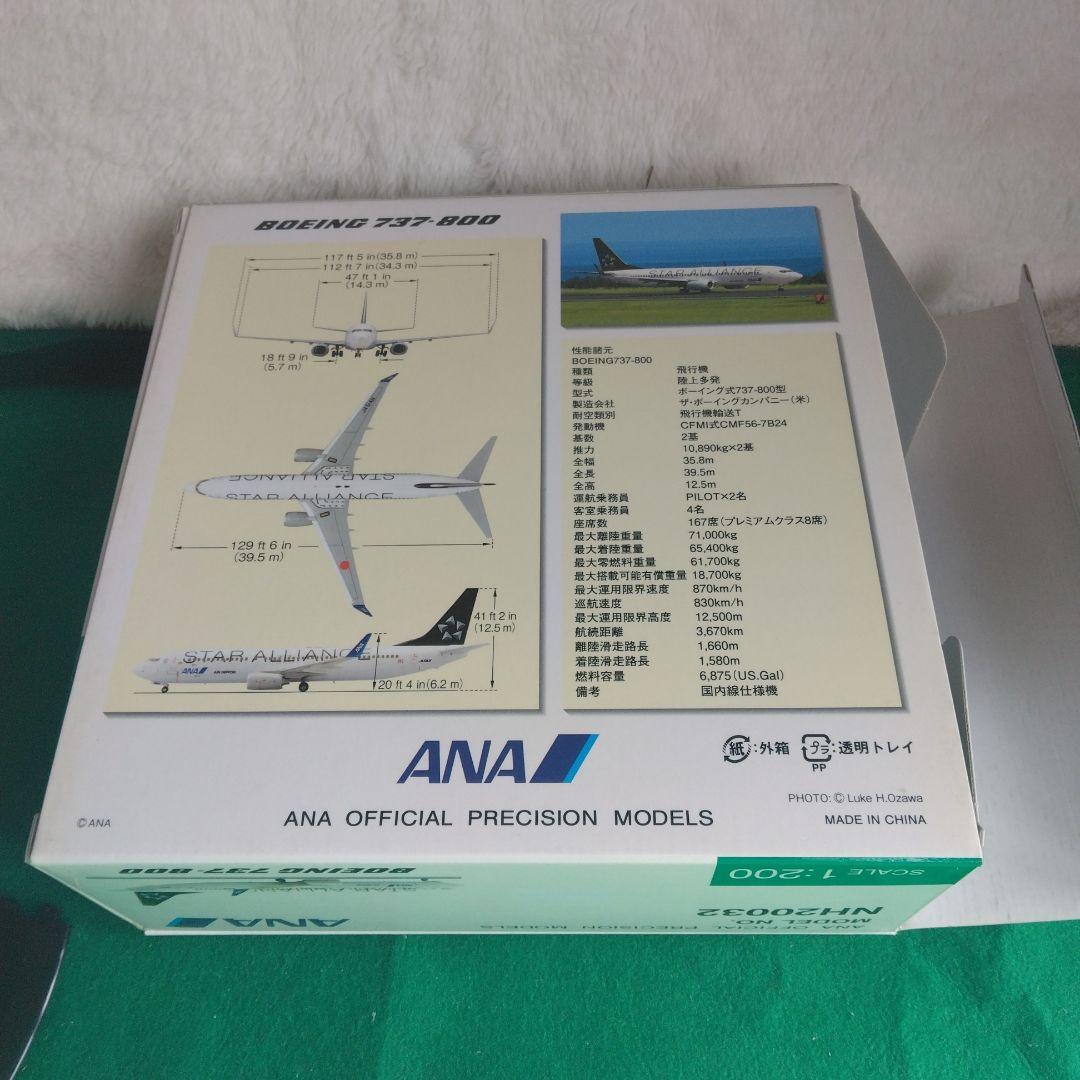 BOEING 737-800
117 ft 5 in (35.8 m)
112 ft 7 in (34.3 m)
47 ft 1 in
(14.3 m)
18 ft 9 in
(5.7 m)
STAR ALLIANCE
STAR ALLIANCE
129 ft 6 in
(39.5 m)
41 ft 2 in
(12.5 m)
STAR ALLIANCE
ANA
ANA
20 ft 4 in (6.2 m)
STAR ALLIANCE
性能諸元
BOEING737-800
種類 飛行機
等級 陸上多発
型式 ボーイング式737-800型
製造会社 ザ・ボーイングカンパニー(米)
耐空類別 飛行機輸送T
発動機 CFMI式CMF56-7B24
基数 2基
推力 10,890kg×2基
全幅 35.8m
全長 39.5m
全高 12.5m
運航乗務員 PILOT×2名
客室乗務員 4名
座席数 167席(プレミアムクラス8席)
最大離陸重量 71,000kg
最大着陸重量 65,400kg
最大零燃料重量 61,700kg
最大搭載可能有償重量 18,700kg
最大運用限界速度 870km/h
巡航速度 830km/h
最大運用限界高度 12,500m
航続距離 3,670km
離陸滑走路長 1,660m
着陸滑走路長 1,580m
燃料容量 6,875(US.Gal)
備考 国内線仕様機
ANA
紙:外箱 プラ:透明トレイ
PP
PHOTO: © Luke H.Ozawa
©ANA
ANA OFFICIAL PRECISION MODELS
MADE IN CHINA
BOEING 737-800
SCALE 1:200
ANA
NH20032
MODEL NO.
ANA OFFICIAL PRECISION MODELS